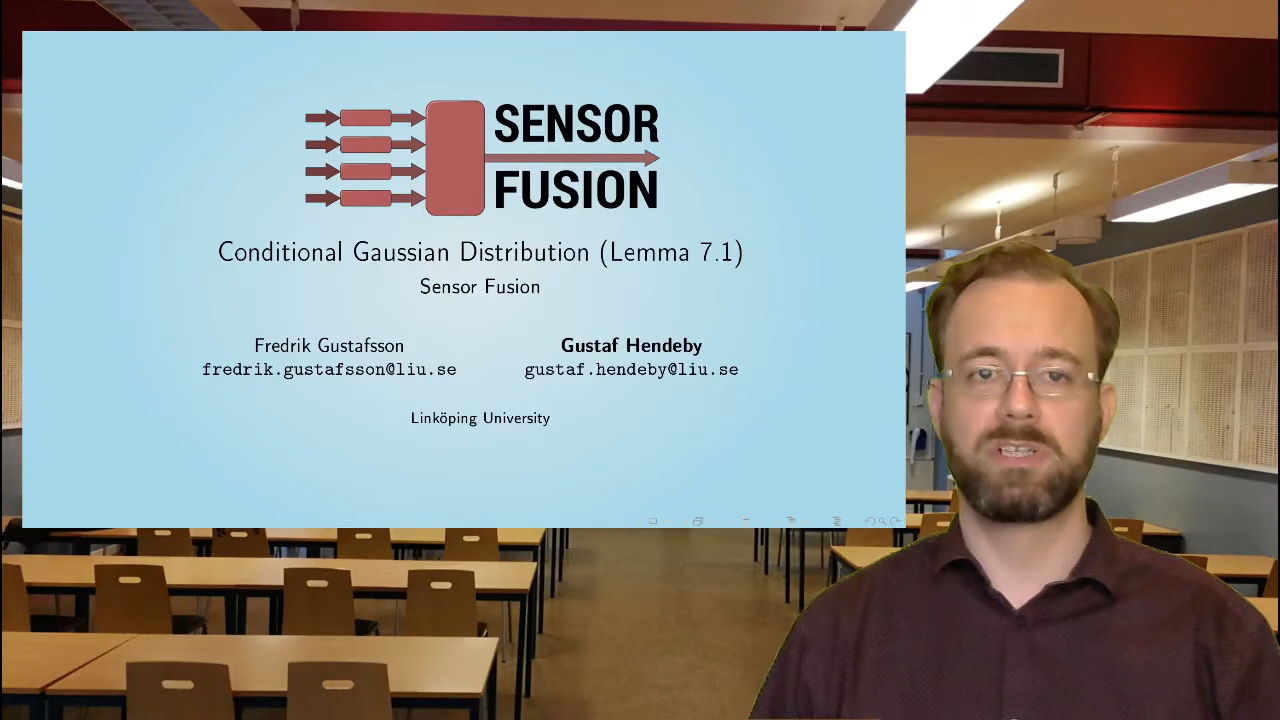 SENSOR
FUSION
Conditional Gaussian Distribution (Lemma 7.1)
Sensor Fusion
Fredrik Gustafsson
fredrik.gustafsson@liu.se
Gustaf Hendeby
gustaf.hendeby@liu.se
Linköping University